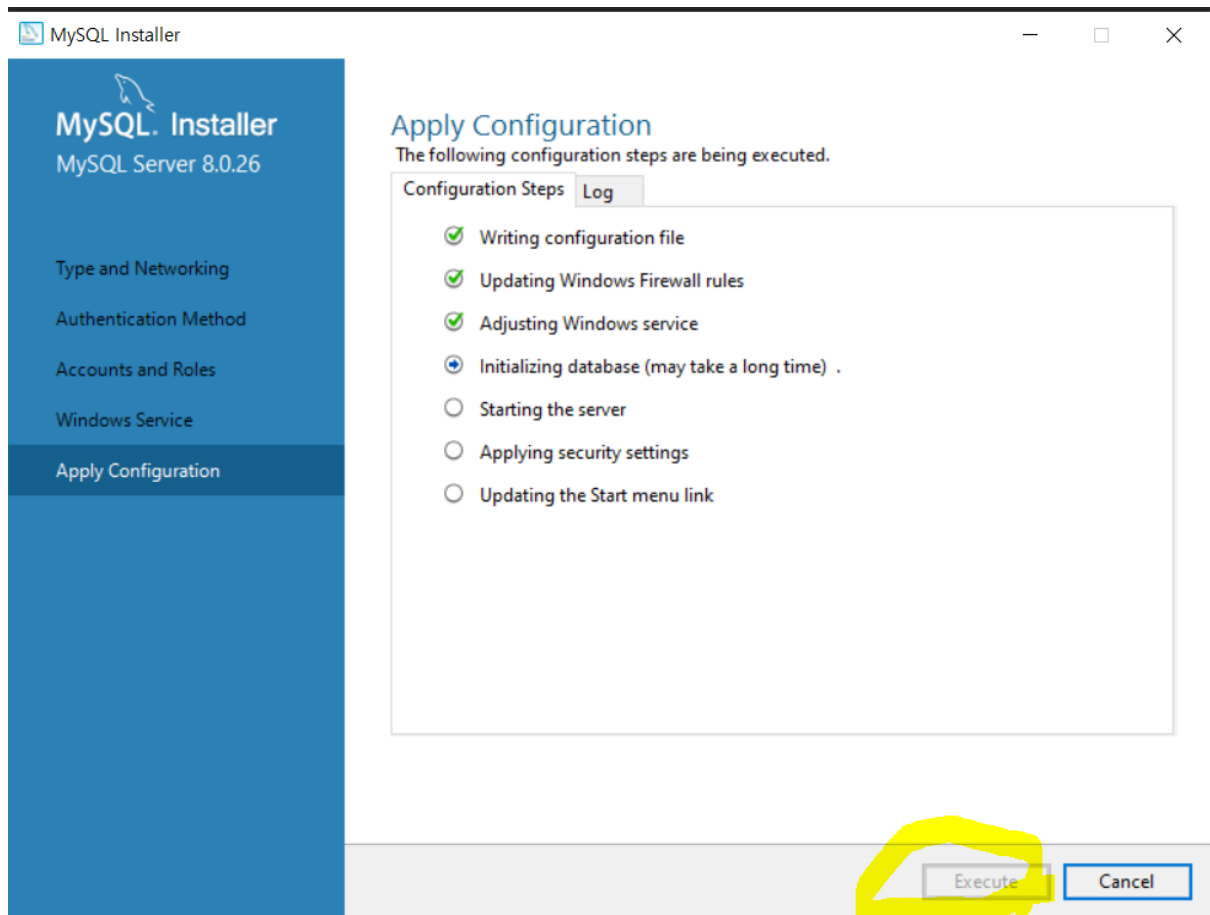 MySQL Installer
MySQL. Installer
MySQL Server 8.0.26
Type and Networking
Authentication Method
Accounts and Roles
Windows Service
Apply Configuration
Apply Configuration
The following configuration steps are being executed.
Configuration Steps
Log
Writing configuration file
Updating Windows Firewall rules
Adjusting Windows service
Initializing database (may take a long time) .
Starting the server
Applying security settings
Updating the Start menu link
Execute
Cancel